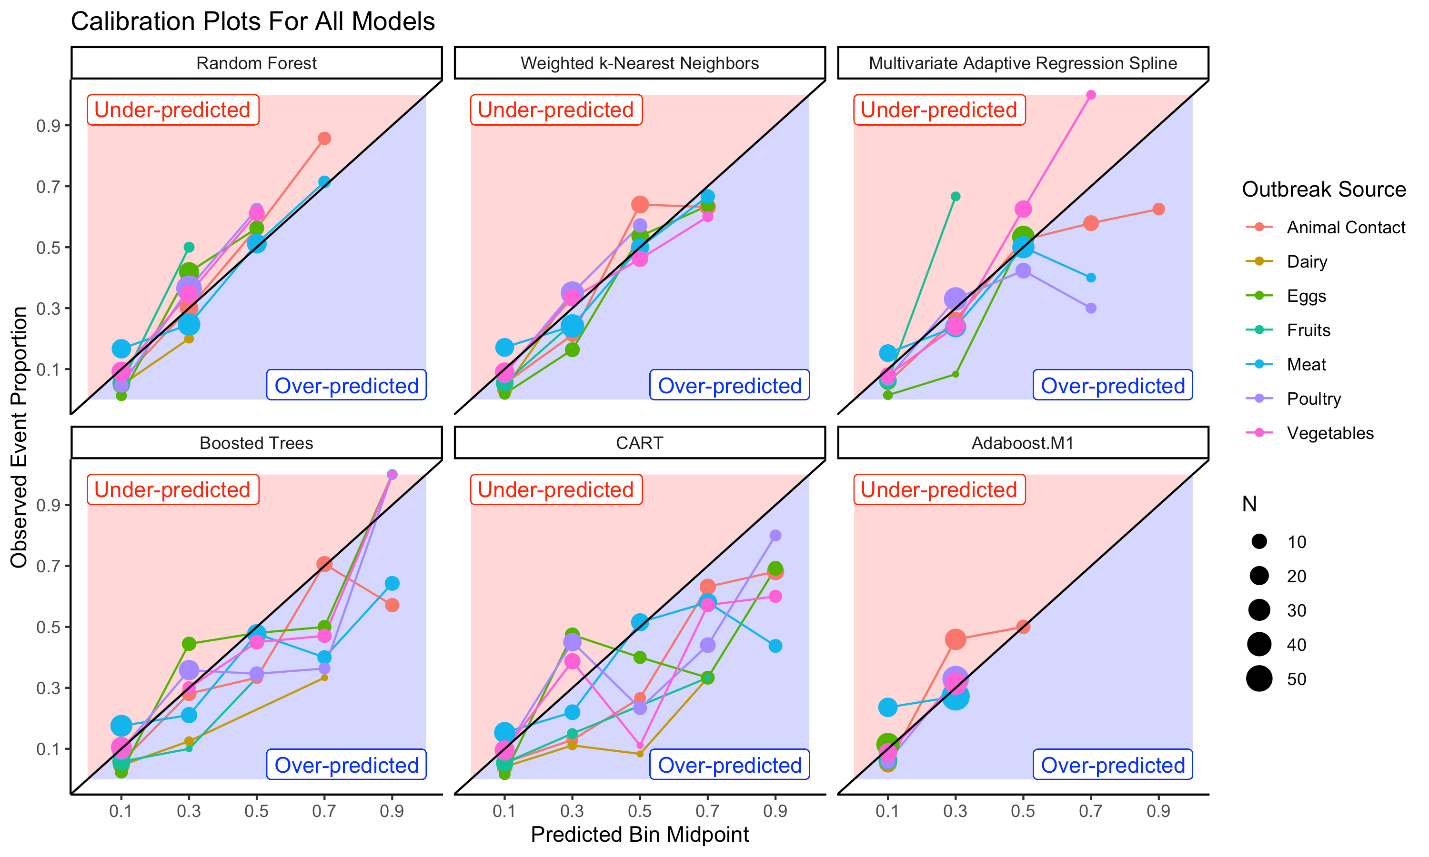 Calibration Plots For All Models
Random Forest
Weighted k-Nearest Neighbors
Multivariate Adaptive Regression Spline
Under-predicted
Under-predicted
Under-predicted
0.9
0.7
0.5
0.3
0.1
Over-predicted
Over-predicted
Over-predicted
Boosted Trees
CART
Adaboost.M1
Under-predicted
Under-predicted
Under-predicted
0.9
0.7
0.5
0.3
0.1
Over-predicted
Over-predicted
Over-predicted
0.1 0.3 0.5 0.7 0.9
0.1 0.3 0.5 0.7 0.9
0.1 0.3 0.5 0.7 0.9
Predicted Bin Midpoint
Observed Event Proportion
Outbreak Source
Animal Contact
Dairy
Eggs
Fruits
Meat
Poultry
Vegetables
N
10
20
30
40
50